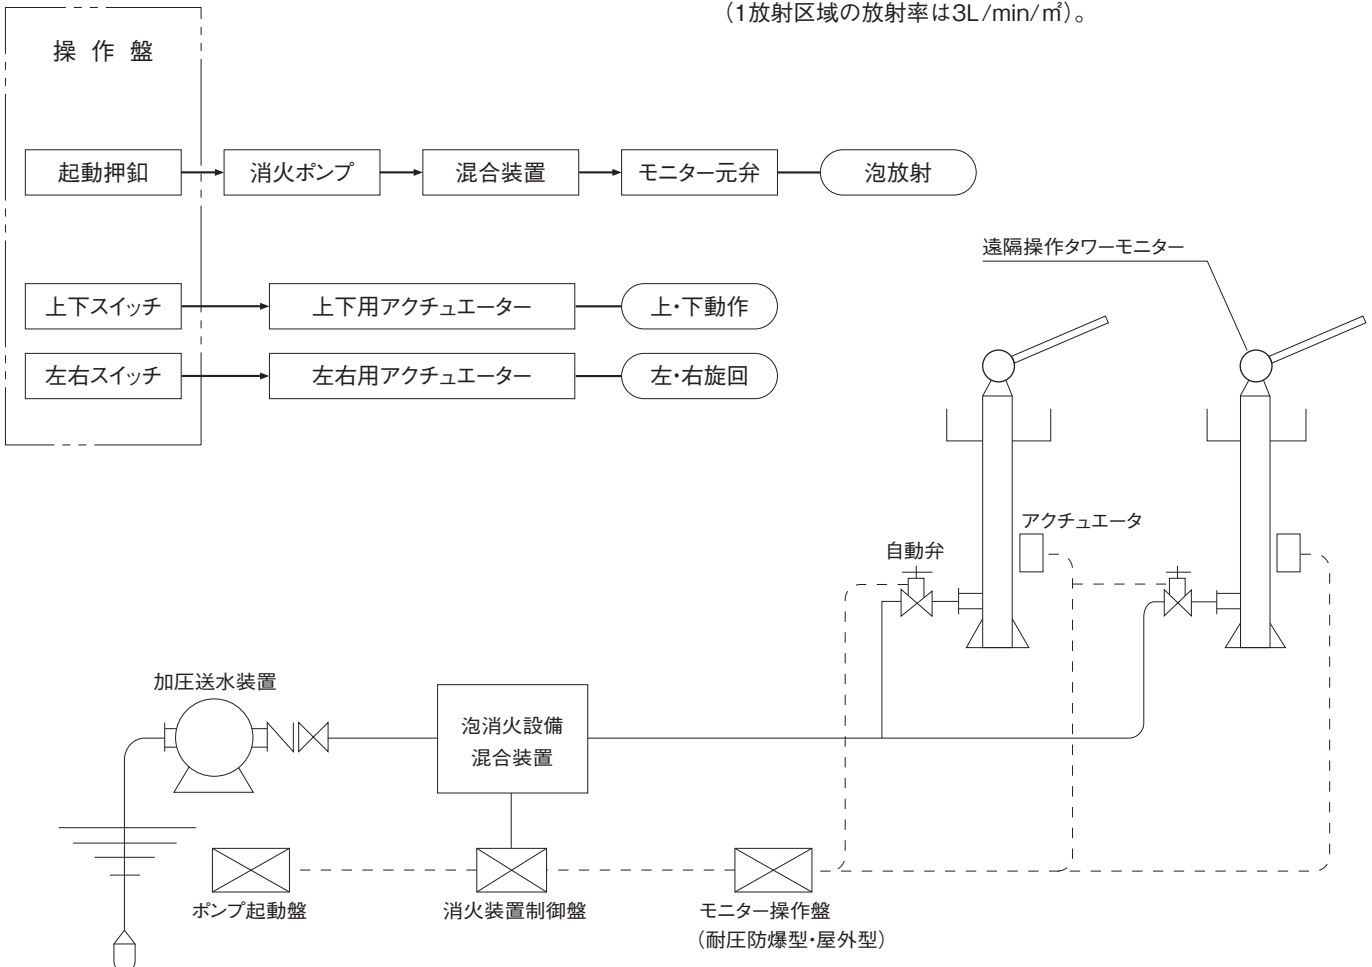 （1放射区域の放射率は3L/min/㎡）。
操作盤
起動押釦
消火ポンプ
混合装置
モニター元弁
泡放射
遠隔操作タワーモニター
上下スイッチ
上下用アクチュエーター
上・下動作
左右スイッチ
左右用アクチュエーター
左・右旋回
アクチュエータ
自動弁
加圧送水装置
泡消火設備
混合装置
ポンプ起動盤
消火装置制御盤
モニター操作盤
（耐圧防爆型・屋外型）